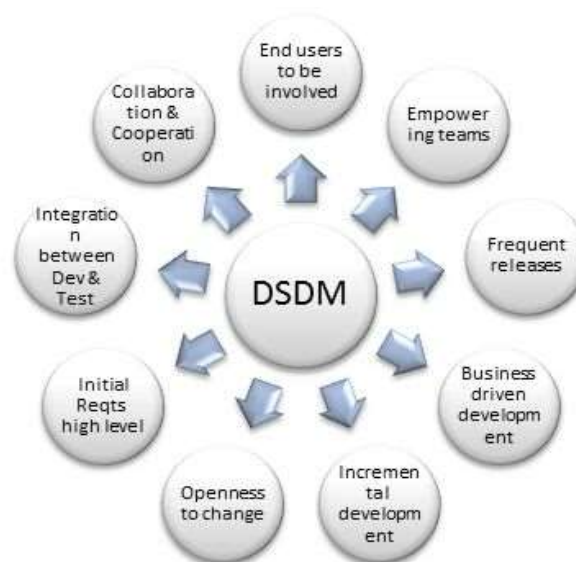 End users
to be
involved
Empower
ing teams
Frequent
releases
Business
driven
developm
ent
Incremen
tal
developm
ent
Openness
to change
Initial
Reqts
high level
Integratio
n
between
Dev & Test
Collabora
tion &
Cooperati
on
DSDM